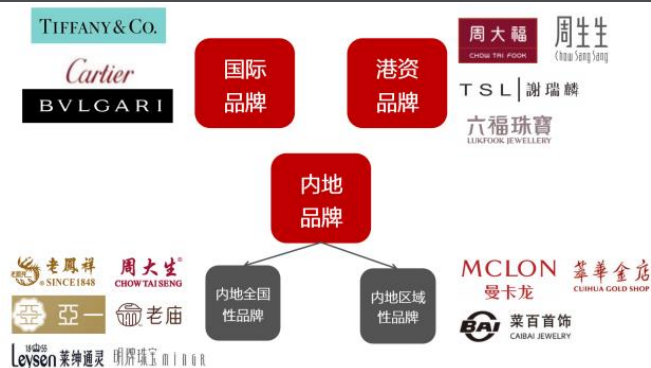 TIFFANY & CO.
Cartier
BVLGARI
国际
品牌
港资
品牌
周大福
CHOW TAI FOOK
周生生
Chow Sang Sang
TSL 謝瑞麟
六福珠寶
LUKFOOK JEWELLERY
内地
品牌
老鳳祥
SINCE1848
周大生®
CHOW TAI SENG
亞 亞一
老庙
Leysen 莱绅通灵
明牌珠宝 mingr
内地全国
性品牌
内地区域
性品牌
MCLON
曼卡龙
萃華金店
CUIHUA GOLD SHOP
BAI 菜百首饰
CAIBAI JEWELRY